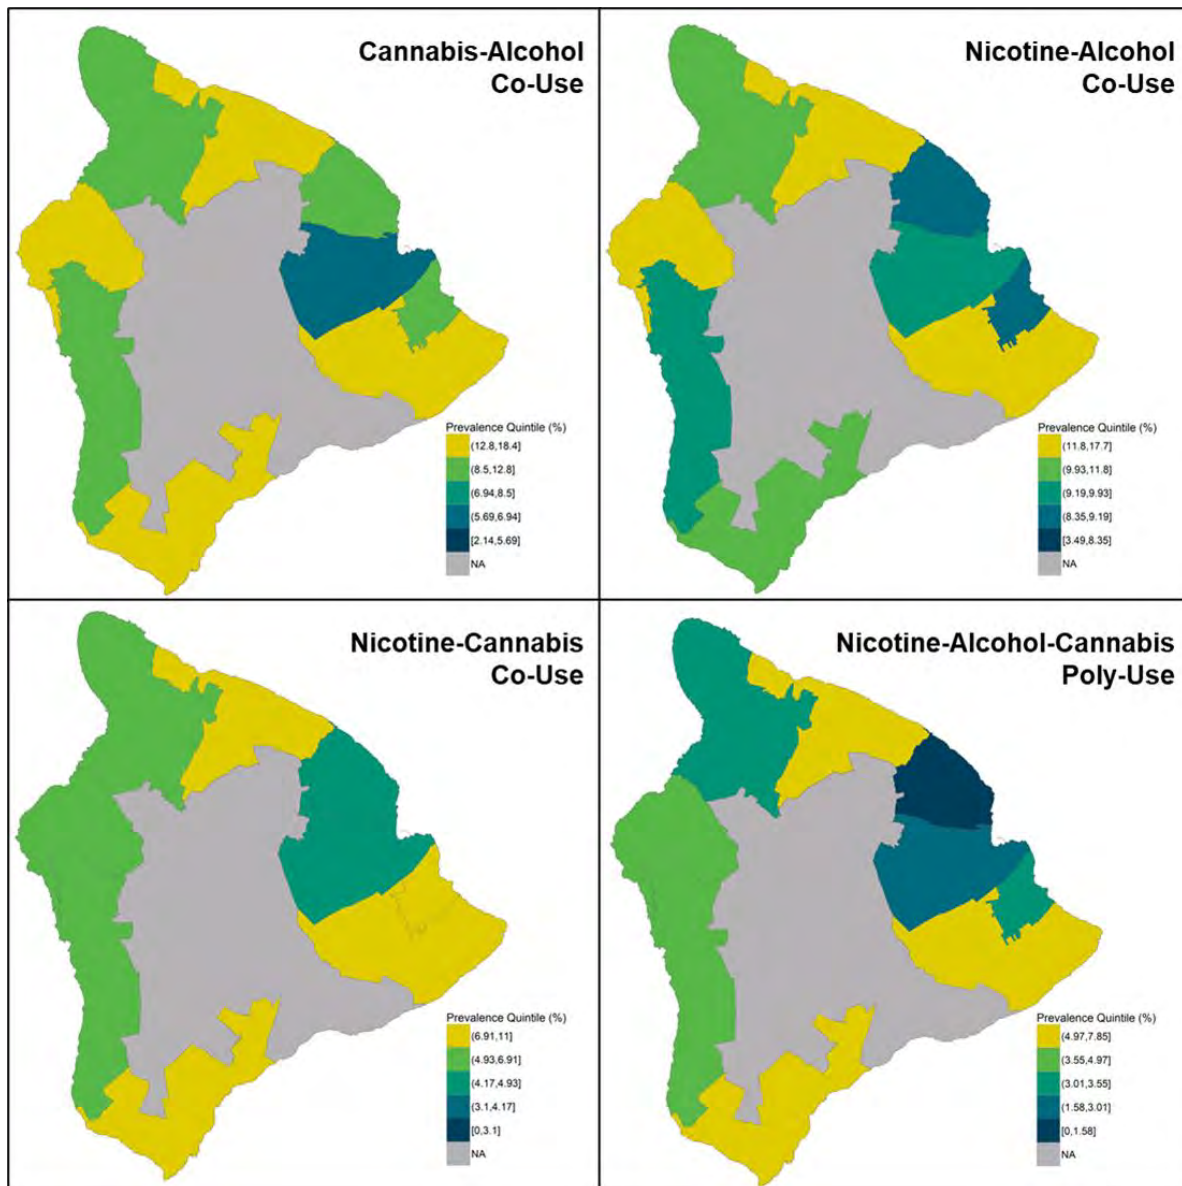 Cannabis-Alcohol
Co-Use
Prevalence Quintile (%)
(12.8,18.4]
(8.5,12.8]
(6.94,8.5]
(5.69,6.94]
[2.14,5.69]
NA
Nicotine-Alcohol
Co-Use
Prevalence Quintile (%)
(11.8,17.7]
(9.93,11.8]
(9.19,9.93]
(8.35,9.19]
[3.49,8.35]
NA
Nicotine-Cannabis
Co-Use
Prevalence Quintile (%)
(6.91,11]
(4.93,6.91]
(4.17,4.93]
(3.1,4.17]
[0,3.1]
NA
Nicotine-Alcohol-Cannabis
Poly-Use
Prevalence Quintile (%)
(4.97,7.85]
(3.55,4.97]
(3.01,3.55]
(1.58,3.01]
[0,1.58]
NA